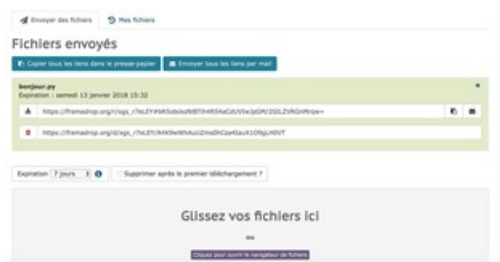 Envoyer des fichiers
Mes fichiers
Fichiers envoyés
Copier tous les liens dans le presse-papier
Envoyer tous les liens par mail
bonjour.py
Expiration : samedi 13 janvier 2018 15:32
Expiration 7 jours
Supprimer après le premier téléchargement ?
Glissez vos fichiers ici
ou
Cliquez pour ouvrir le navigateur de fichiers